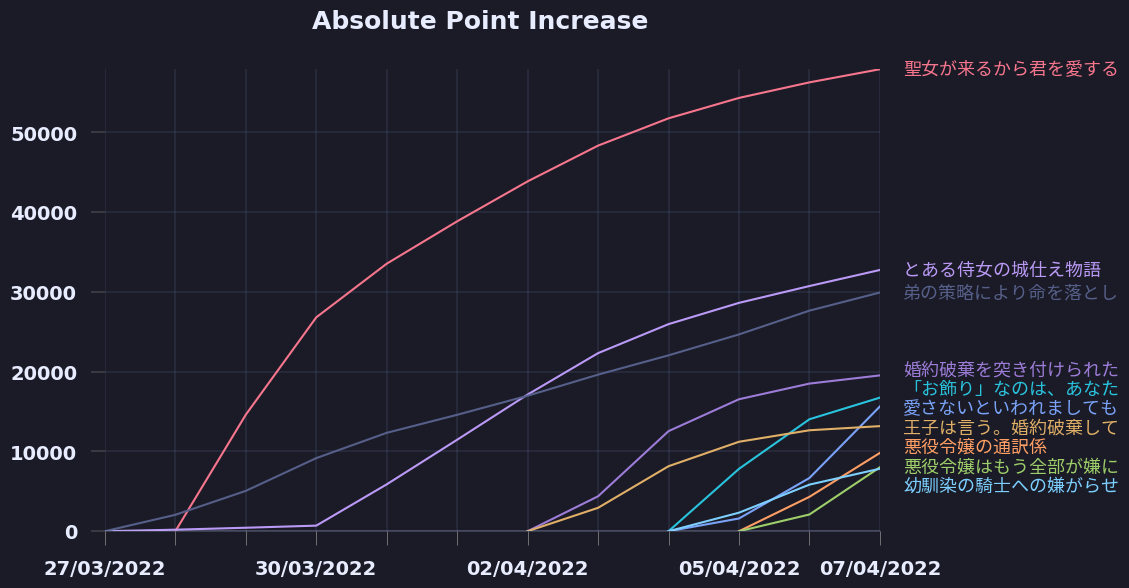 Absolute Point Increase
聖女が来るから君を愛する
50000
40000
とある侍女の城仕え物語
弟の策略により命を落とし
30000
婚約破棄を突き付けられた
20000
「お飾り」なのは、あなた
愛さないといわれましても
王子は言う。婚約破棄して
悪役令嬢の通訳係
10000
悪役令嬢はもう全部が嫌に
幼馴染の騎士への嫌がらせ
0
27/03/2022 30/03/2022 02/04/2022 05/04/2022 07/04/2022